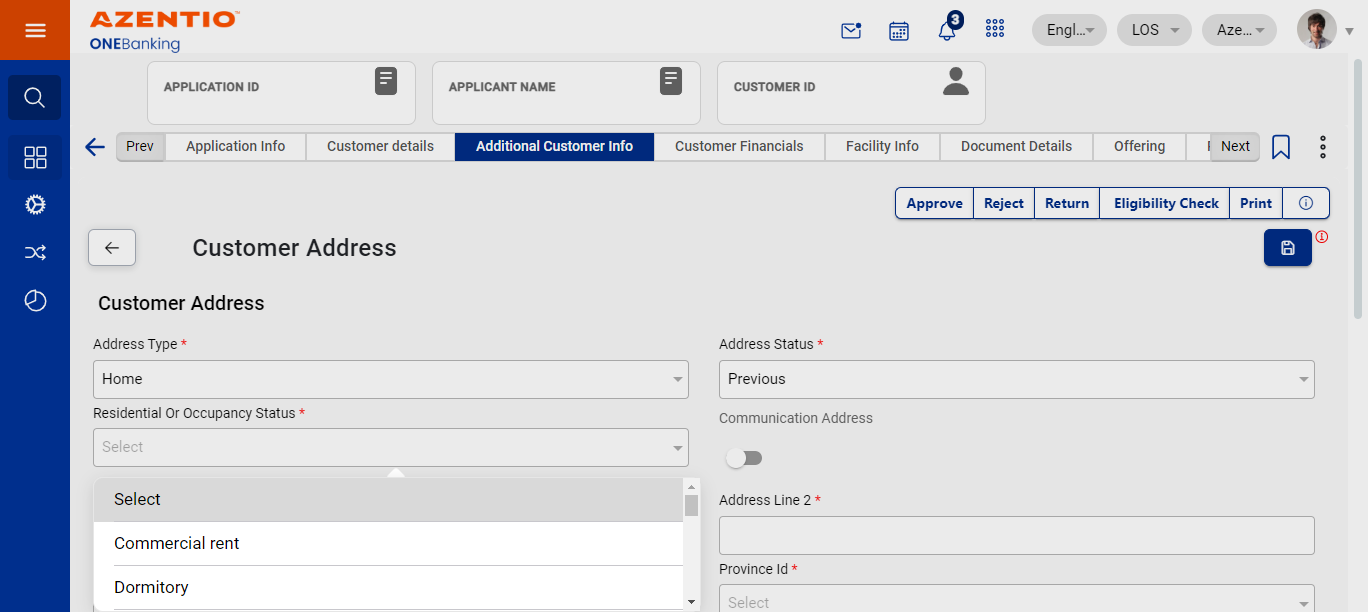 AZENTIO™
ONEBanking
3
Engl...
LOS
Aze...
APPLICATION ID
APPLICANT NAME
CUSTOMER ID
Prev
Application Info
Customer details
Additional Customer Info
Customer Financials
Facility Info
Document Details
Offering
Next
Approve
Reject
Return
Eligibility Check
Print
Customer Address
Customer Address
Address Type *
Address Status *
Home
Previous
Residential Or Occupancy Status *
Communication Address
Select
Select
Address Line 2 *
Commercial rent
Province Id *
Dormitory
Select